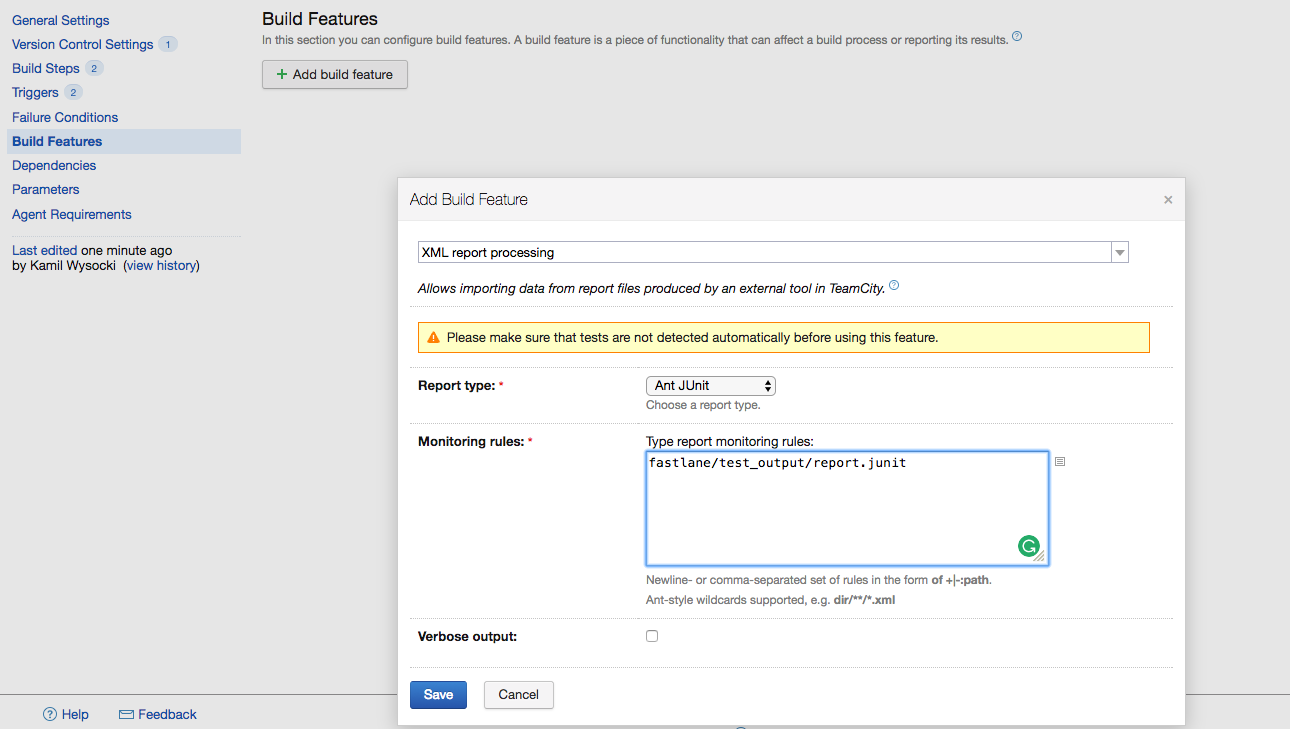 General Settings
Version Control Settings 1
Build Steps 2
Triggers 2
Failure Conditions
Build Features
Dependencies
Parameters
Agent Requirements
Last edited one minute ago
by Kamil Wysocki (view history)
Build Features
In this section you can configure build features. A build feature is a piece of functionality that can affect a build process or reporting its results. ?
+ Add build feature
Add Build Feature ×
XML report processing
Allows importing data from report files produced by an external tool in TeamCity. ?
Please make sure that tests are not detected automatically before using this feature.
Report type: * Ant JUnit
Choose a report type.
Monitoring rules: * Type report monitoring rules:
fastlane/test_output/report.junit
Newline- or comma-separated set of rules in the form of +|-:path.
Ant-style wildcards supported, e.g. dir/**/*.xml
Verbose output:
Save Cancel
? Help Feedback